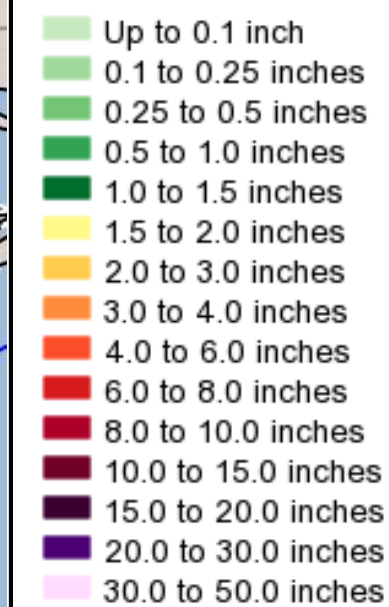 Up to 0.1 inch
0.1 to 0.25 inches
0.25 to 0.5 inches
0.5 to 1.0 inches
1.0 to 1.5 inches
1.5 to 2.0 inches
2.0 to 3.0 inches
3.0 to 4.0 inches
4.0 to 6.0 inches
6.0 to 8.0 inches
8.0 to 10.0 inches
10.0 to 15.0 inches
15.0 to 20.0 inches
20.0 to 30.0 inches
30.0 to 50.0 inches